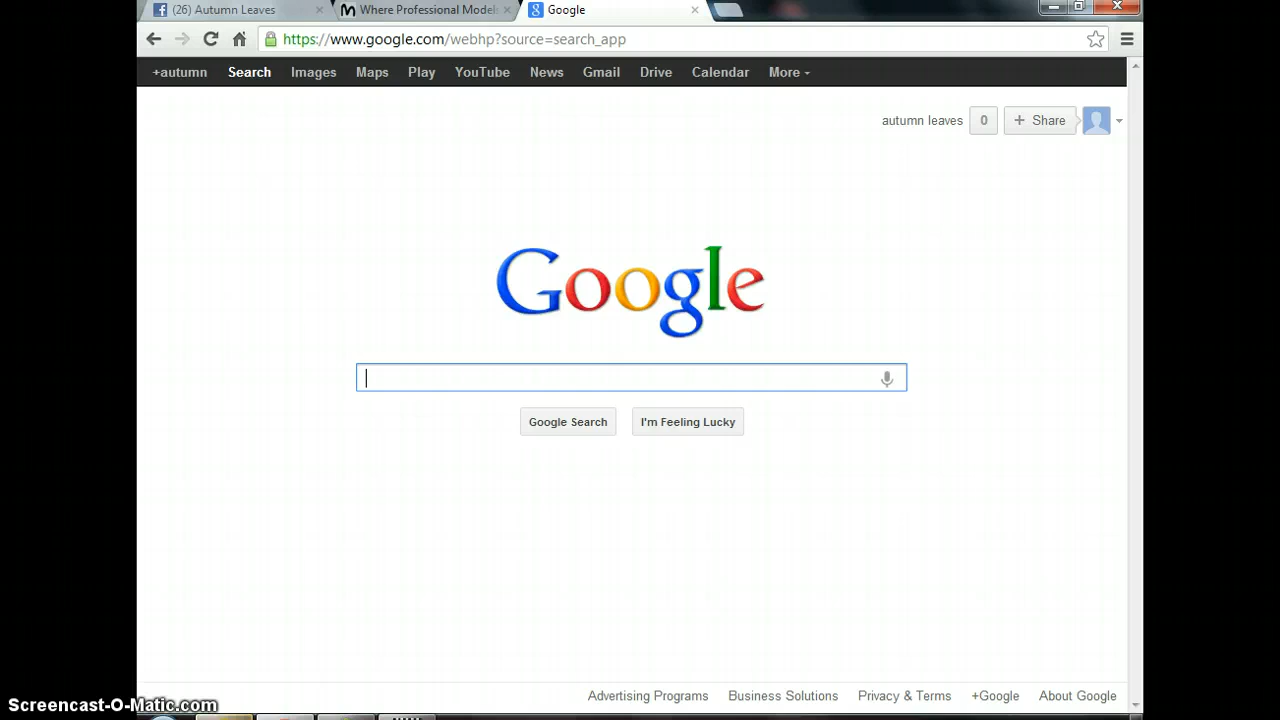 (26) Autumn Leaves
Where Professional Model
Google
https://www.google.com/webhp?source=search_app
+autumn Search Images Maps Play YouTube News Gmail Drive Calendar More
autumn leaves 0 + Share
Google
Google Search I'm Feeling Lucky
Advertising Programs Business Solutions Privacy & Terms +Google About Google
Screencast-O-Matic.com